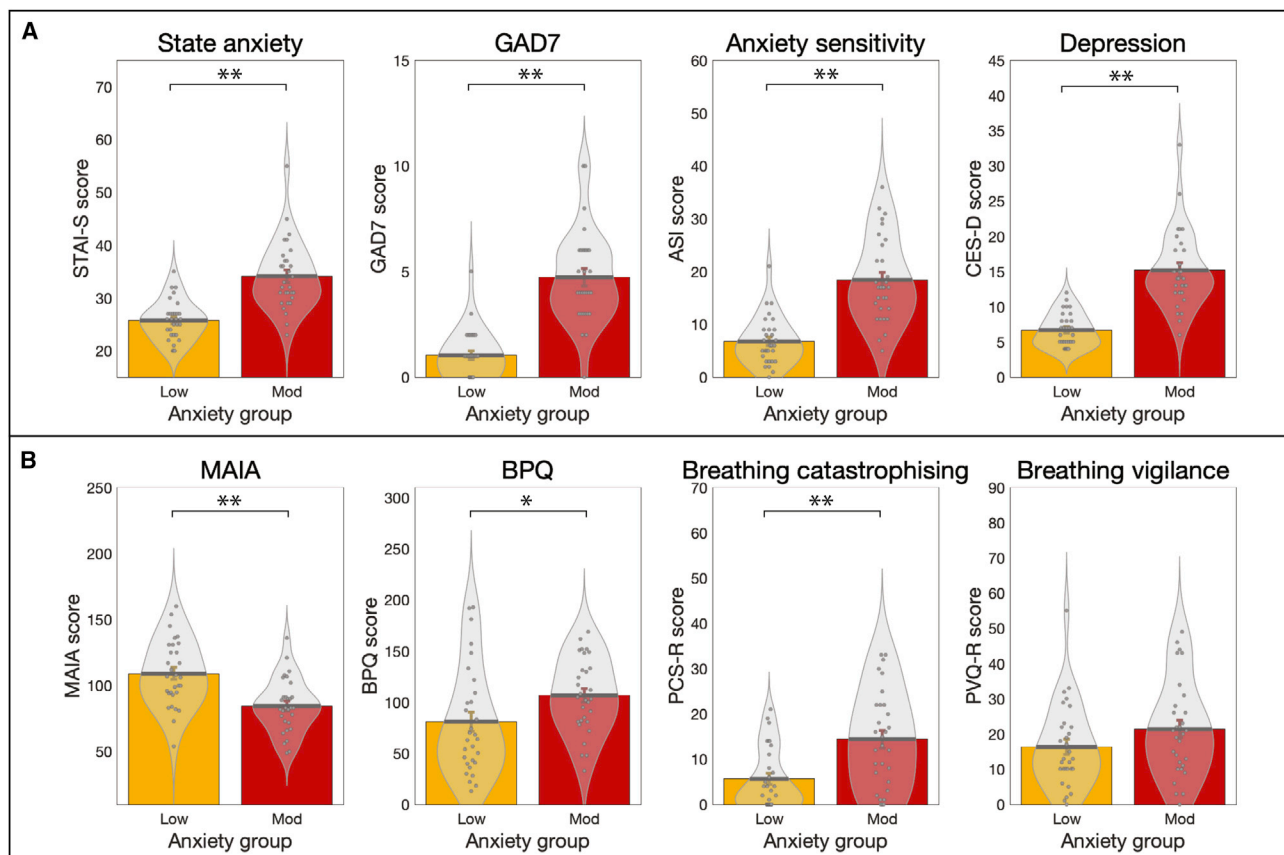 A
State anxiety
**
STAI-S score
70
60
50
40
30
20
Low
Mod
Anxiety group
GAD7
**
GAD7 score
15
10
5
0
Low
Mod
Anxiety group
Anxiety sensitivity
**
ASI score
60
50
40
30
20
10
0
Low
Mod
Anxiety group
Depression
**
CES-D score
45
40
35
30
25
20
15
10
5
0
Low
Mod
Anxiety group
B
MAIA
**
MAIA score
250
200
150
100
50
Low
Mod
Anxiety group
BPQ
*
BPQ score
300
250
200
150
100
50
0
Low
Mod
Anxiety group
Breathing catastrophising
**
PCS-R score
70
60
50
40
30
20
10
0
Low
Mod
Anxiety group
Breathing vigilance
PVQ-R score
90
80
70
60
50
40
30
20
10
0
Low
Mod
Anxiety group